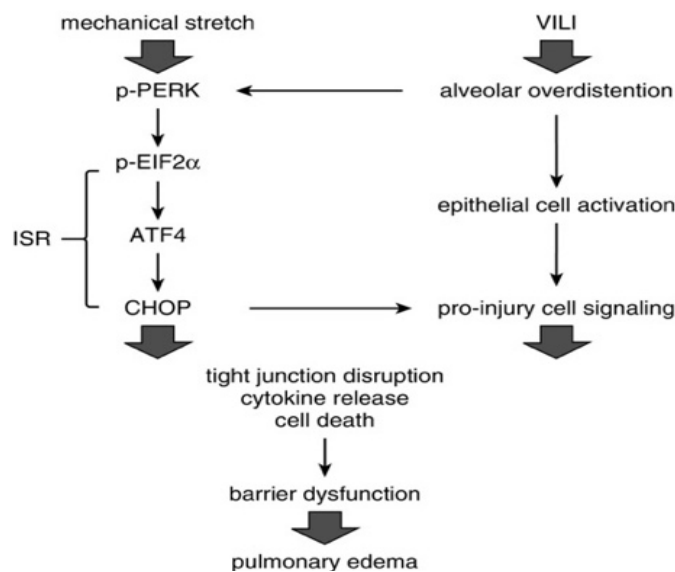 mechanical stretch
VILI
p-PERK
alveolar overdistention
p-EIF2α
epithelial cell activation
ISR
ATF4
CHOP
pro-injury cell signaling
tight junction disruption
cytokine release
cell death
barrier dysfunction
pulmonary edema